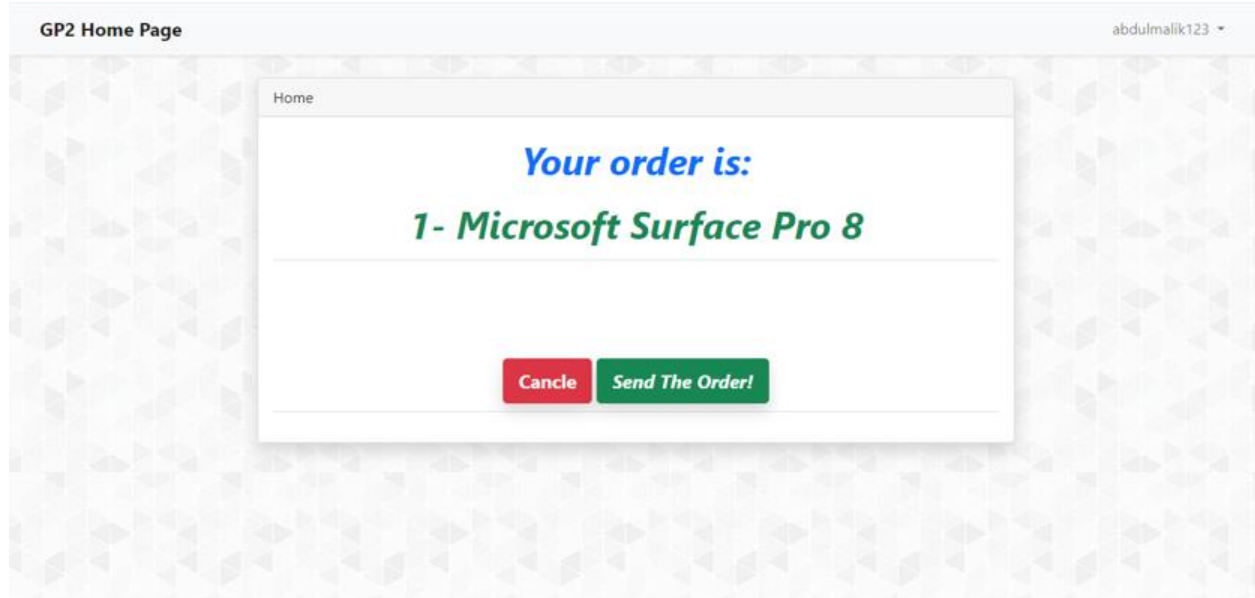 GP2 Home Page abdulmalik123
Home
Your order is:
1- Microsoft Surface Pro 8
Cancle Send The Order!